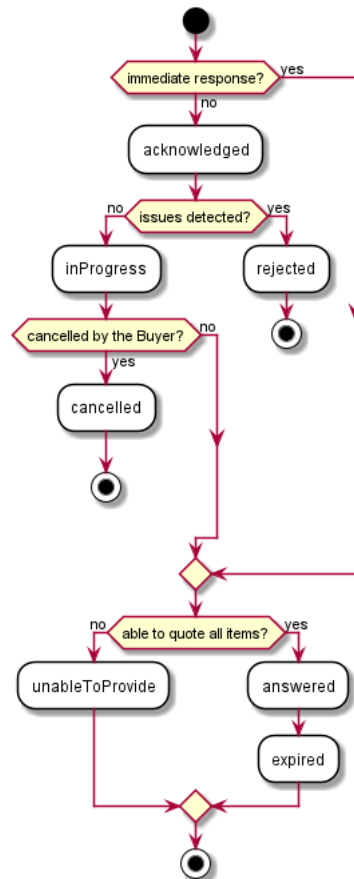 immediate response?
yes
no
acknowledged
no
issues detected?
yes
inProgress
rejected
cancelled by the Buyer?
no
yes
cancelled
no
able to quote all items?
yes
unableToProvide
answered
expired